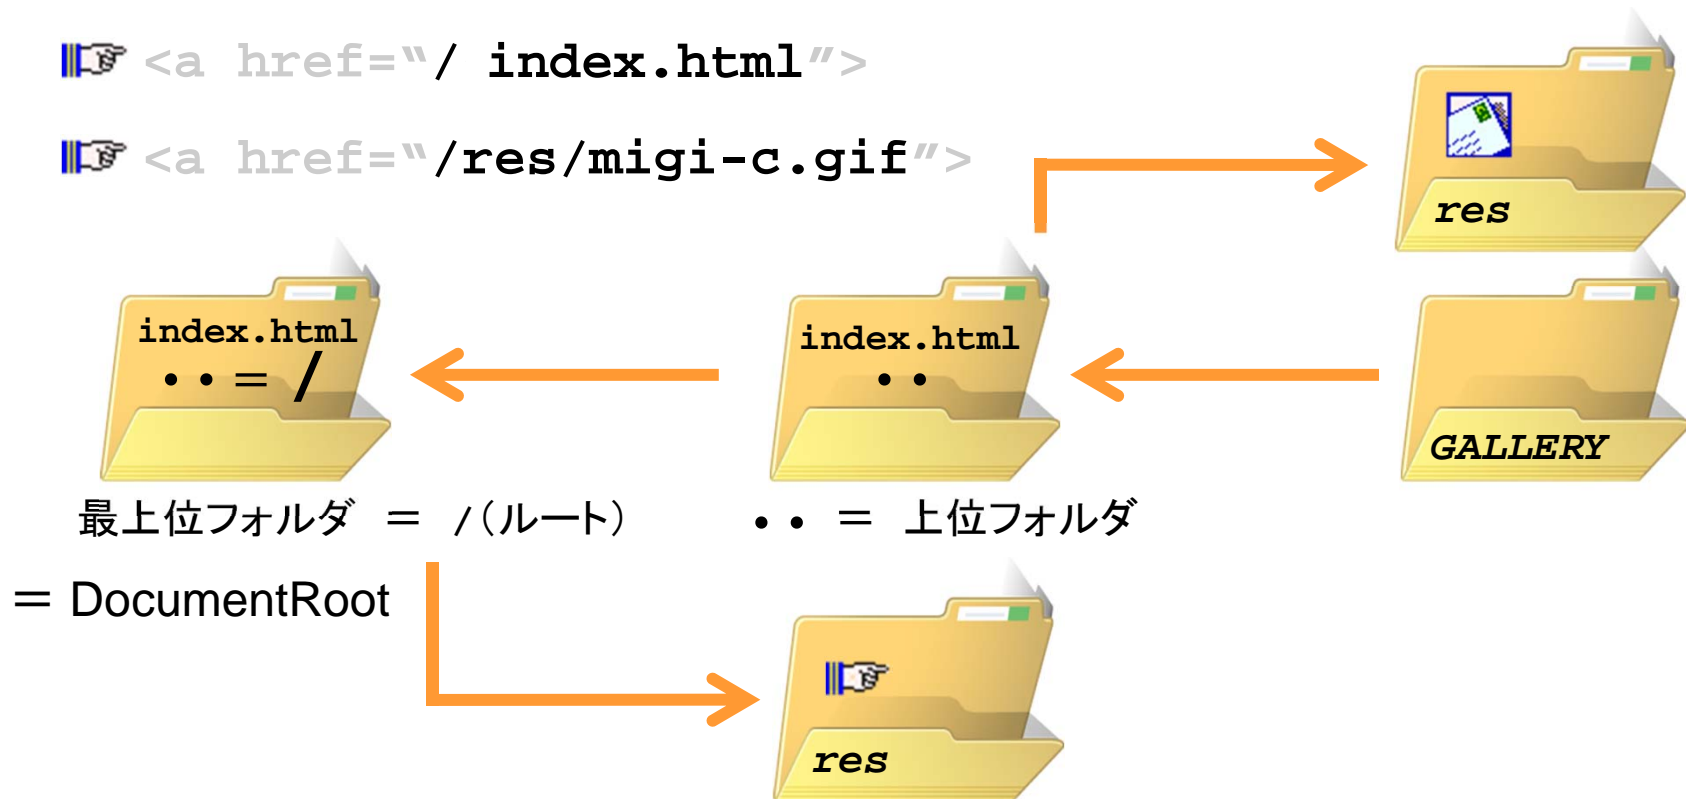 <a href="/ index.html">
<a href="/res/migi-c.gif">
res
index.html
・・＝ /
index.html
・・
GALLERY
最上位フォルダ ＝ /（ルート）
・・ ＝ 上位フォルダ
＝ DocumentRoot
res